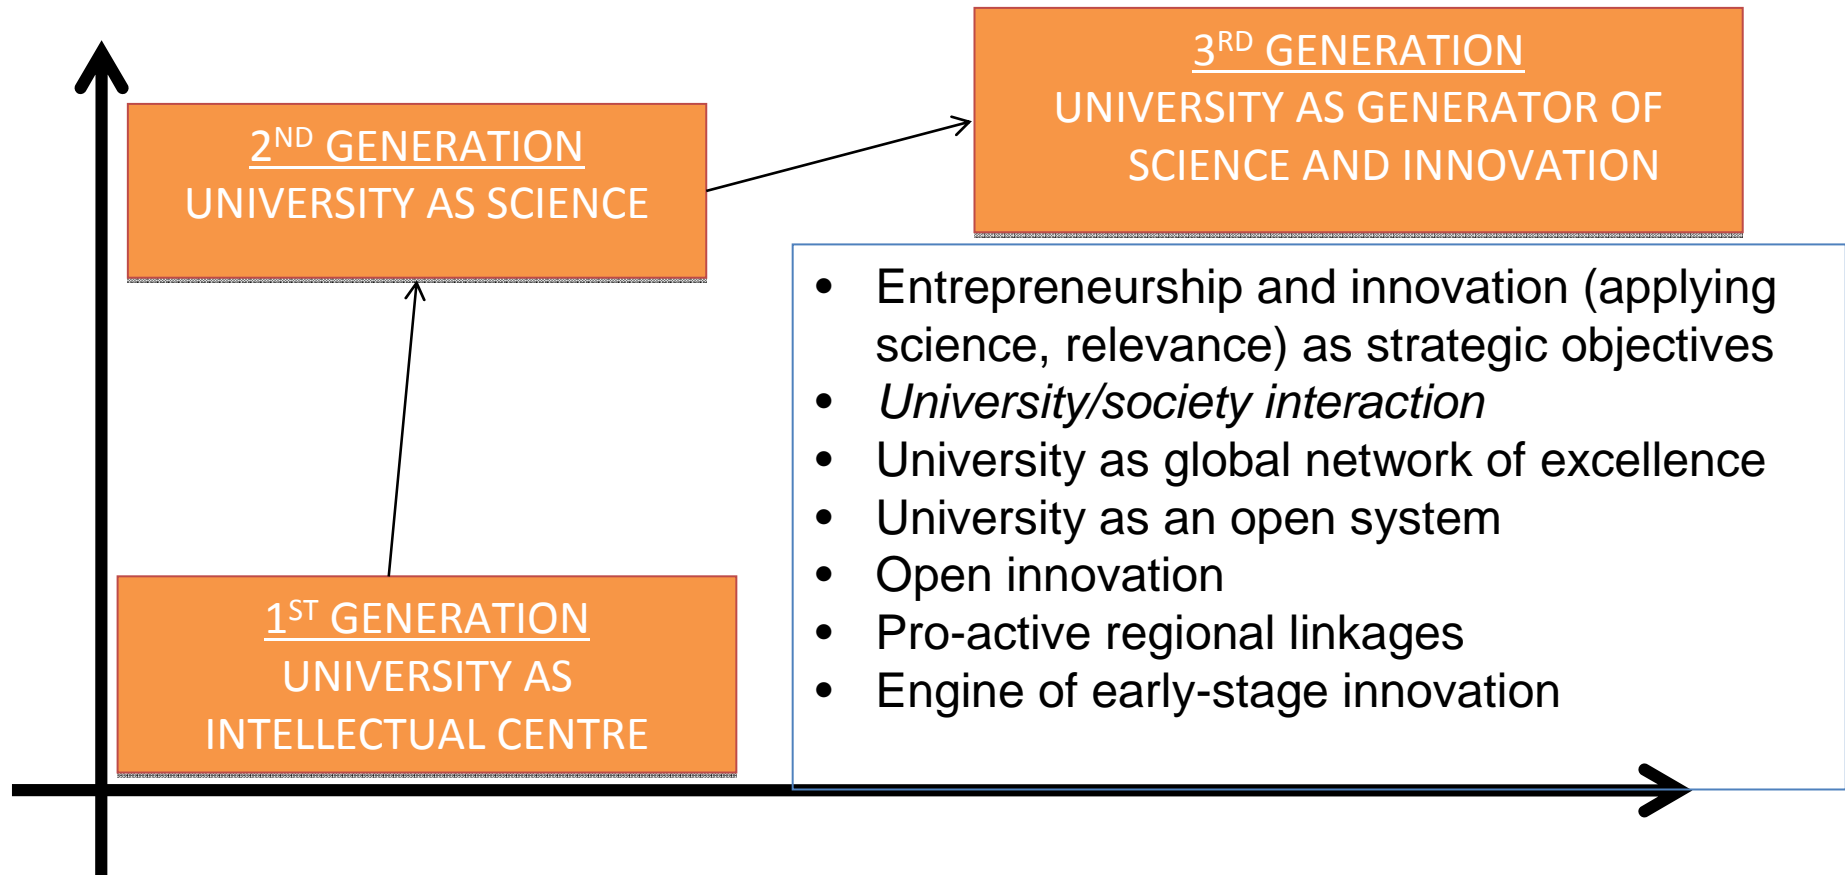 3RD GENERATION
UNIVERSITY AS GENERATOR OF
SCIENCE AND INNOVATION
2ND GENERATION
UNIVERSITY AS SCIENCE
• Entrepreneurship and innovation (applying
science, relevance) as strategic objectives
• University/society interaction
• University as global network of excellence
• University as an open system
• Open innovation
• Pro-active regional linkages
• Engine of early-stage innovation
1ST GENERATION
UNIVERSITY AS
INTELLECTUAL CENTRE